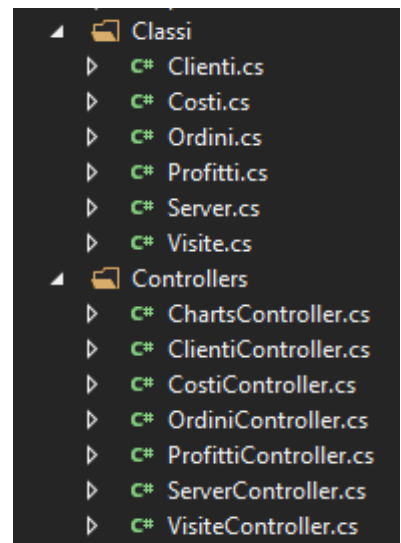 Classi
C# Clienti.cs
C# Costi.cs
C# Ordini.cs
C# Profitti.cs
C# Server.cs
C# Visite.cs
Controllers
C# ChartsController.cs
C# ClientiController.cs
C# CostiController.cs
C# OrdiniController.cs
C# ProfittiController.cs
C# ServerController.cs
C# VisiteController.cs